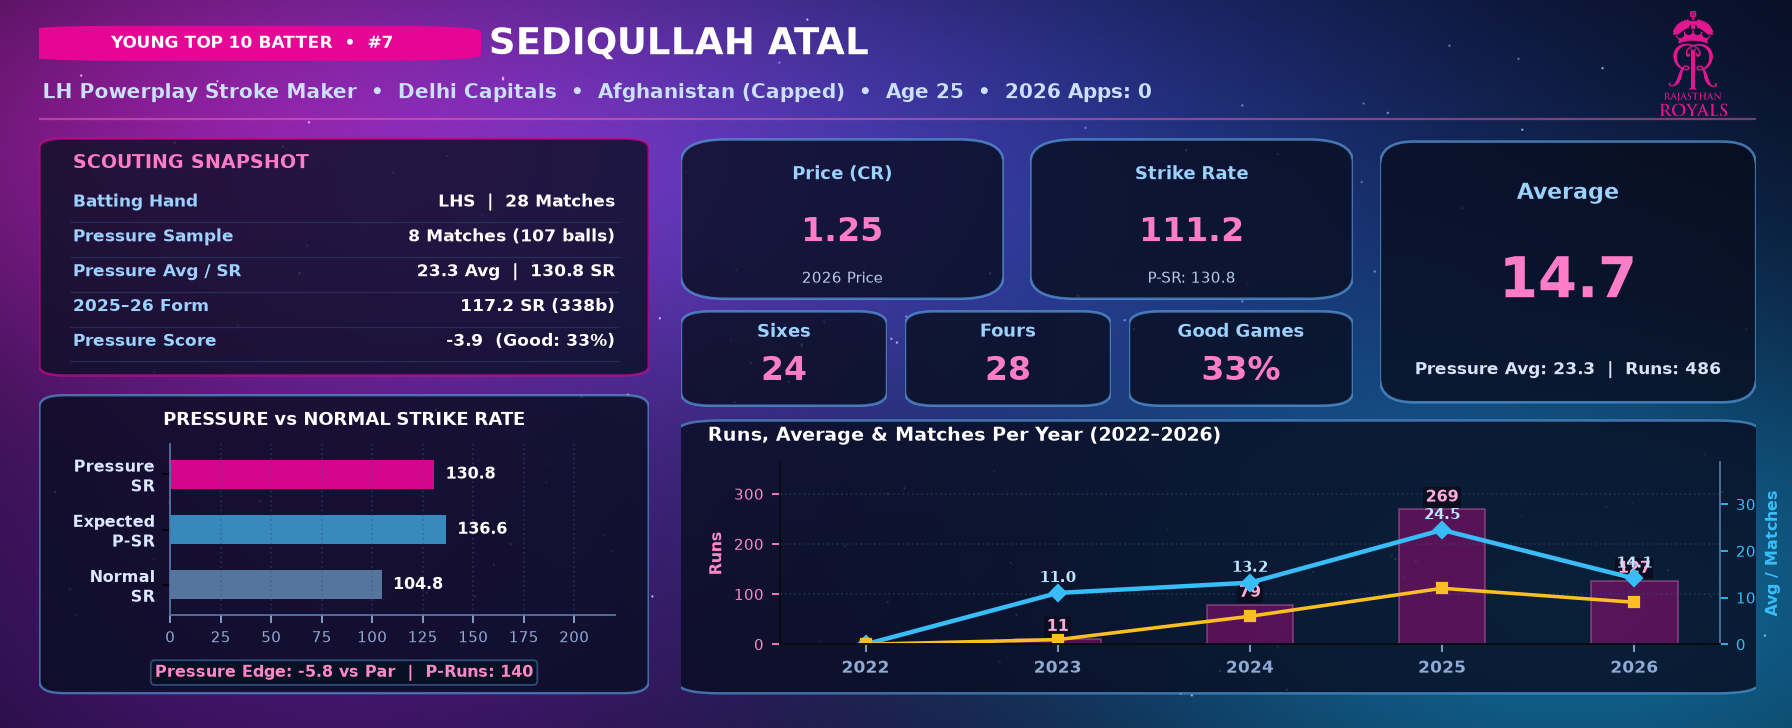 YOUNG TOP 10 BATTER • #7
SEDIQULLAH ATAL
LH Powerplay Stroke Maker • Delhi Capitals • Afghanistan (Capped) • Age 25 • 2026 Apps: 0
RAJASTHAN
ROYALS
SCOUTING SNAPSHOT
Batting Hand LHS | 28 Matches
Pressure Sample 8 Matches (107 balls)
Pressure Avg / SR 23.3 Avg | 130.8 SR
2025–26 Form 117.2 SR (338b)
Pressure Score -3.9 (Good: 33%)
Price (CR)
1.25
2026 Price
Strike Rate
111.2
P-SR: 130.8
Average
14.7
Pressure Avg: 23.3 | Runs: 486
Sixes
24
Fours
28
Good Games
33%
PRESSURE vs NORMAL STRIKE RATE
Pressure
SR
130.8
Expected
P-SR
136.6
Normal
SR
104.8
0 25 50 75 100 125 150 175 200
Pressure Edge: -5.8 vs Par | P-Runs: 140
Runs, Average & Matches Per Year (2022–2026)
Runs
300
200
100
0
11.0
11
13.2
79
269
24.5
14.1
127
30
20
10
0
Avg / Matches
2022 2023 2024 2025 2026